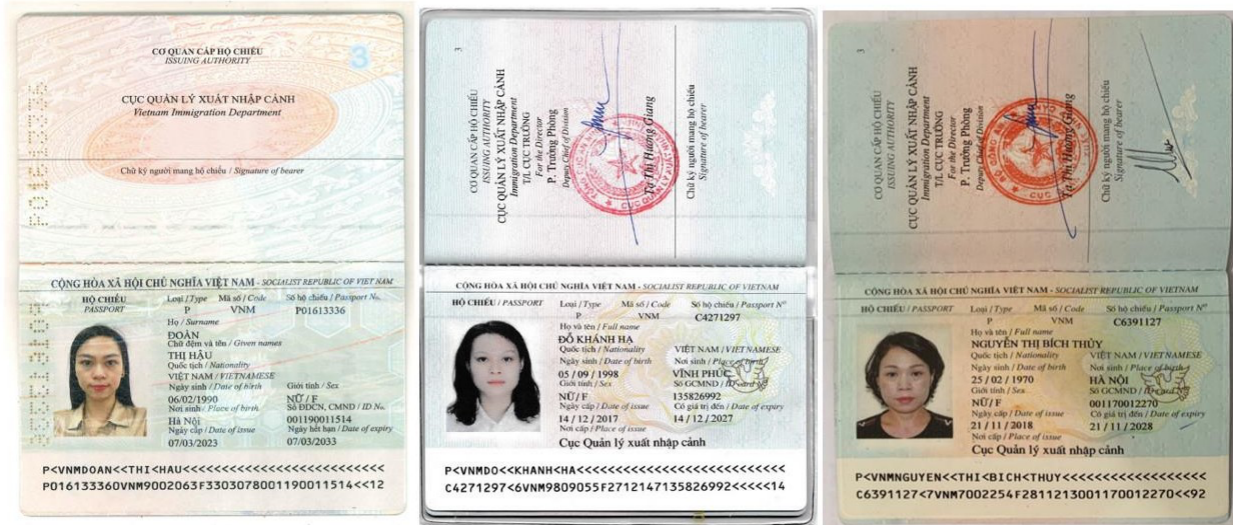 CƠ QUAN CẤP HỘ CHIẾU
ISSUING AUTHORITY
3
CỤC QUẢN LÝ XUẤT NHẬP CẢNH
Vietnam Immigration Department
Chữ ký người mang hộ chiếu / Signature of bearer
CỘNG HÒA XÃ HỘI CHỦ NGHĨA VIỆT NAM - SOCIALIST REPUBLIC OF VIET NAM
HỘ CHIẾU
PASSPORT
Loại / Type Mã số / Code Số hộ chiếu / Passport No.
P VNM P01613336
Họ / Surname
ĐOÀN
Chữ đệm và tên / Given names
THỊ HẬU
Quốc tịch / Nationality
VIỆT NAM / VIETNAMESE
Ngày sinh / Date of birth Giới tính / Sex
06/02/1990 NỮ / F
Nơi sinh / Place of birth Số ĐDCN, CMND / ID No.
Hà Nội 001190011514
Ngày cấp / Date of issue Ngày hết hạn / Date of expiry
07/03/2023 07/03/2033
P<VNMDOAN<<THI<HAU<<<<<<<<<<<<<<<<<<<<<<<<<<
P016133360VNM9002063F3303078001190011514<<12
3
CƠ QUAN CẤP HỘ CHIẾU
ISSUING AUTHORITY
CỤC QUẢN LÝ XUẤT NHẬP CẢNH
Immigration Department
T/L CỤC TRƯỞNG
For the Director
P. Trưởng Phòng
Deputy Chief of Division
Tạ Thị Hương Giang
Chữ ký người mang hộ chiếu
Signature of bearer
CỘNG HÒA XÃ HỘI CHỦ NGHĨA VIỆT NAM - SOCIALIST REPUBLIC OF VIETNAM
HỘ CHIẾU / PASSPORT
Loại / Type Mã số / Code Số hộ chiếu / Passport Nº
P VNM C4271297
Họ và tên / Full name
ĐỖ KHÁNH HẠ
Quốc tịch / Nationality VIỆT NAM / VIETNAMESE
Ngày sinh / Date of birth Nơi sinh / Place of birth
05 / 09 / 1998 VĨNH PHÚC
Giới tính / Sex Số GCMND / ID card Nº
NỮ / F 135826992
Ngày cấp / Date of issue Có giá trị đến / Date of expiry
14 / 12 / 2017 14 / 12 / 2027
Nơi cấp / Place of issue
Cục Quản lý xuất nhập cảnh
P<VNMDO<<KHANH<HA<<<<<<<<<<<<<<<<<<<<<<<<<<<
C4271297<6VNM9809055F2712147135826992<<<<<14
3
CƠ QUAN CẤP HỘ CHIẾU
ISSUING AUTHORITY
CỤC QUẢN LÝ XUẤT NHẬP CẢNH
Immigration Department
T/L CỤC TRƯỞNG
For the Director
P. Trưởng Phòng
Deputy Chief of Division
Tạ Thị Hương Giang
Chữ ký người mang hộ chiếu
Signature of bearer
CỘNG HÒA XÃ HỘI CHỦ NGHĨA VIỆT NAM - SOCIALIST REPUBLIC OF VIETNAM
HỘ CHIẾU / PASSPORT
Loại / Type Mã số / Code Số hộ chiếu / Passport Nº
P VNM C6391127
Họ và tên / Full name
NGUYỄN THỊ BÍCH THỦY
Quốc tịch / Nationality VIỆT NAM / VIETNAMESE
Ngày sinh / Date of birth Nơi sinh / Place of birth
25 / 02 / 1970 HÀ NỘI
Giới tính / Sex Số GCMND / ID card Nº
NỮ / F 001170012270
Ngày cấp / Date of issue Có giá trị đến / Date of expiry
21 / 11 / 2018 21 / 11 / 2028
Nơi cấp / Place of issue
Cục Quản lý xuất nhập cảnh
P<VNMNGUYEN<<THI<BICH<THUY<<<<<<<<<<<<<<<<<<
C6391127<7VNM7002254F2811213001170012270<<92